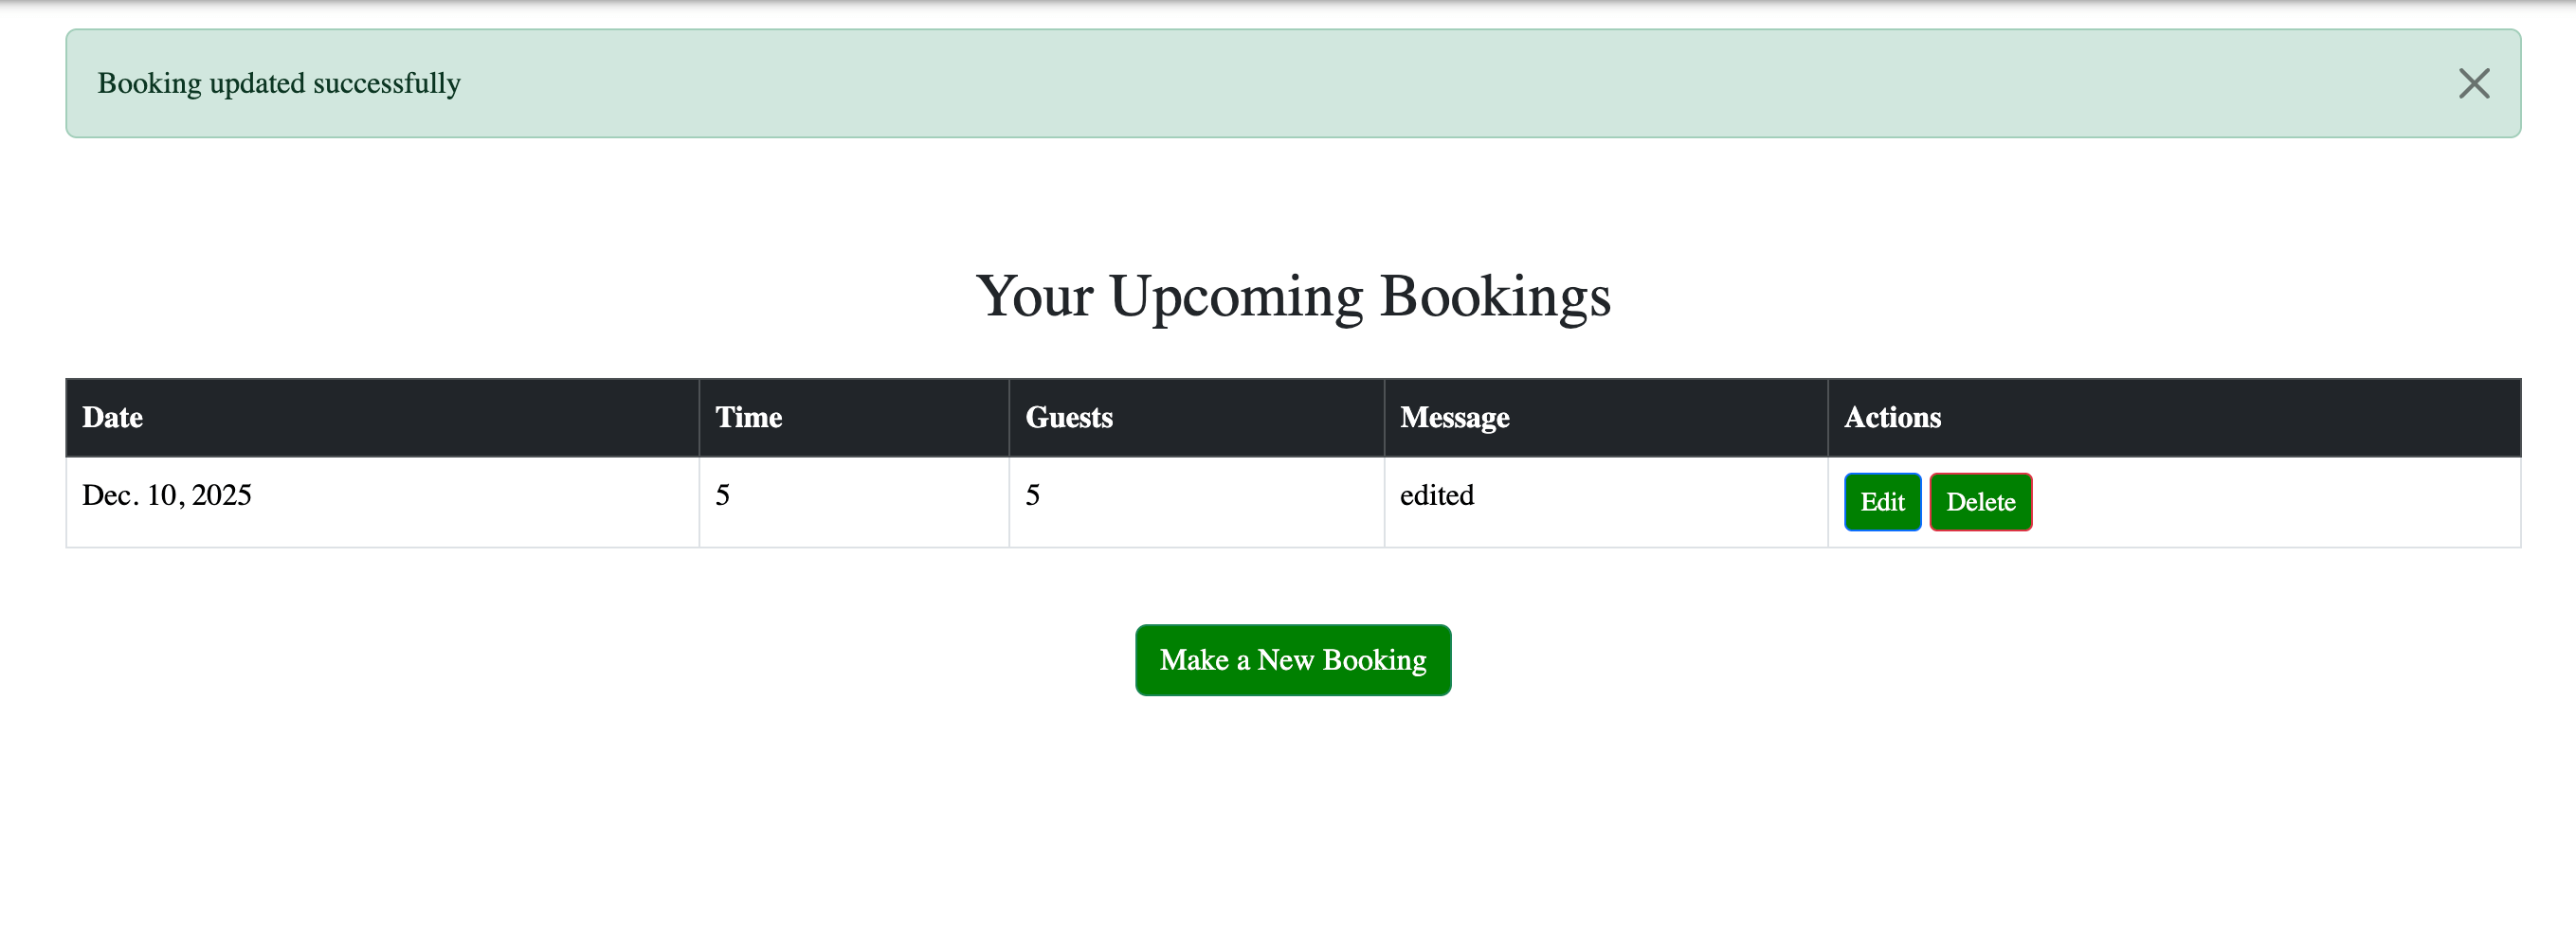 Booking updated successfully
Your Upcoming Bookings
Date Time Guests Message Actions
Dec. 10, 2025 5 5 edited Edit Delete
Make a New Booking